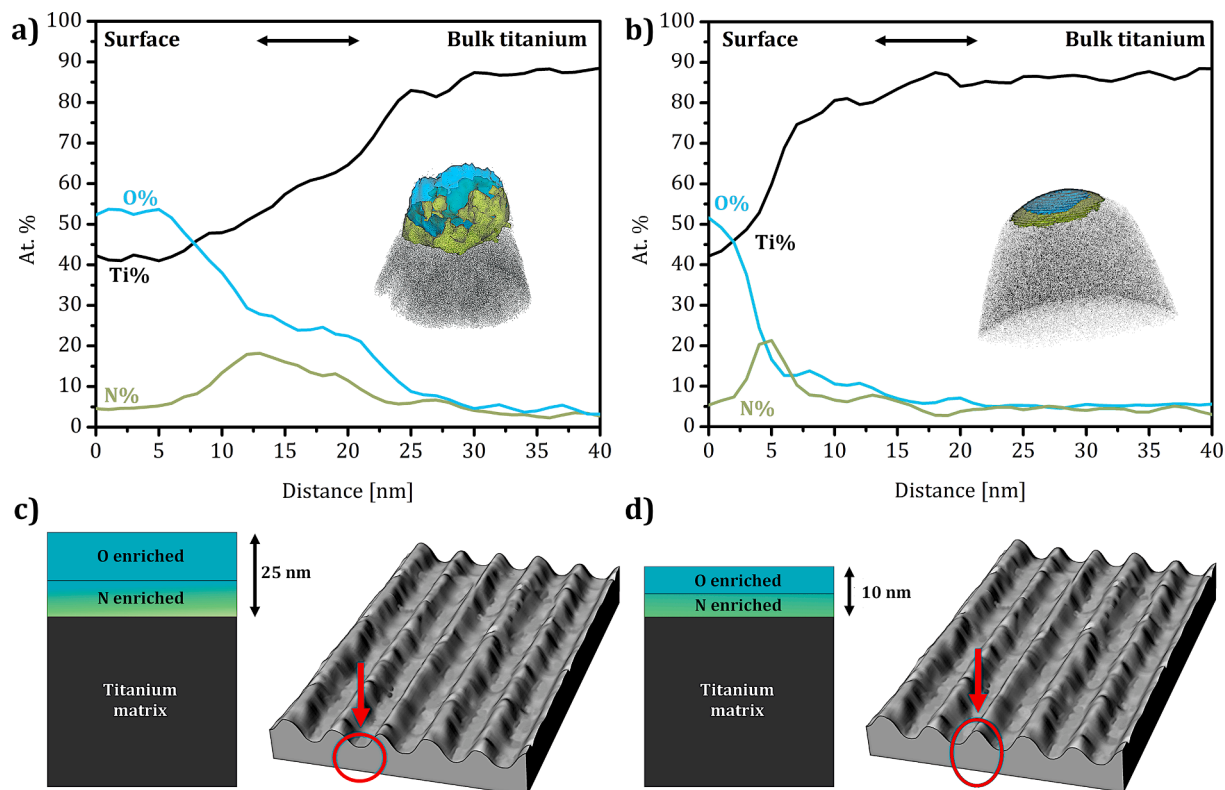 a)
Surface
Bulk titanium
At. %
100
90
80
70
60
50
40
30
20
10
0
O%
Ti%
N%
0 5 10 15 20 25 30 35 40
Distance [nm]
b)
Surface
Bulk titanium
At. %
100
90
80
70
60
50
40
30
20
10
0
O%
Ti%
N%
0 5 10 15 20 25 30 35 40
Distance [nm]
c)
O enriched
N enriched
25 nm
Titanium
matrix
d)
O enriched
N enriched
10 nm
Titanium
matrix